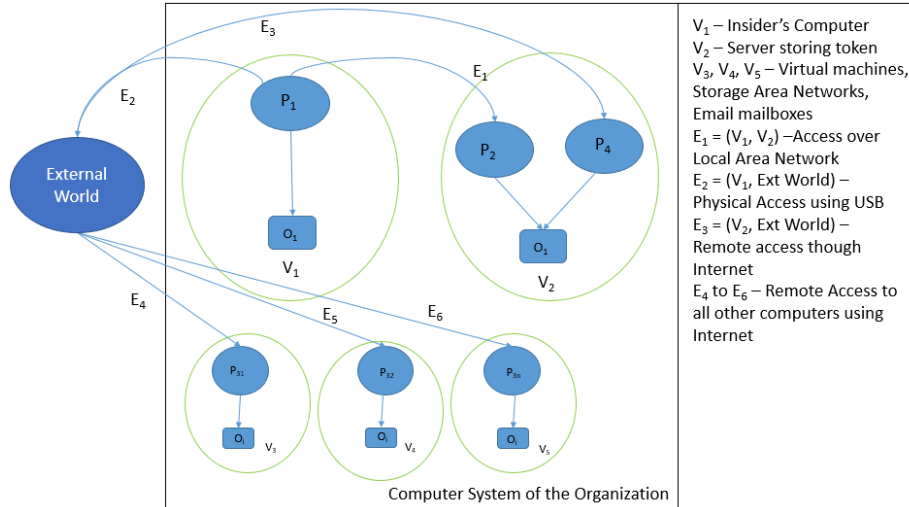 E3
E1
E2
P1
P2
P4
External
World
O1
V1
O1
V2
E4
E5
E6
P31
P32
P3n
Oi
V3
Oi
V4
Oi
V5
Computer System of the Organization
V1 – Insider's Computer
V2 – Server storing token
V3, V4, V5 – Virtual machines,
Storage Area Networks,
Email mailboxes
E1 = (V1, V2) –Access over
Local Area Network
E2 = (V1, Ext World) –
Physical Access using USB
E3 = (V2, Ext World) –
Remote access though
Internet
E4 to E6 – Remote Access to
all other computers using
Internet